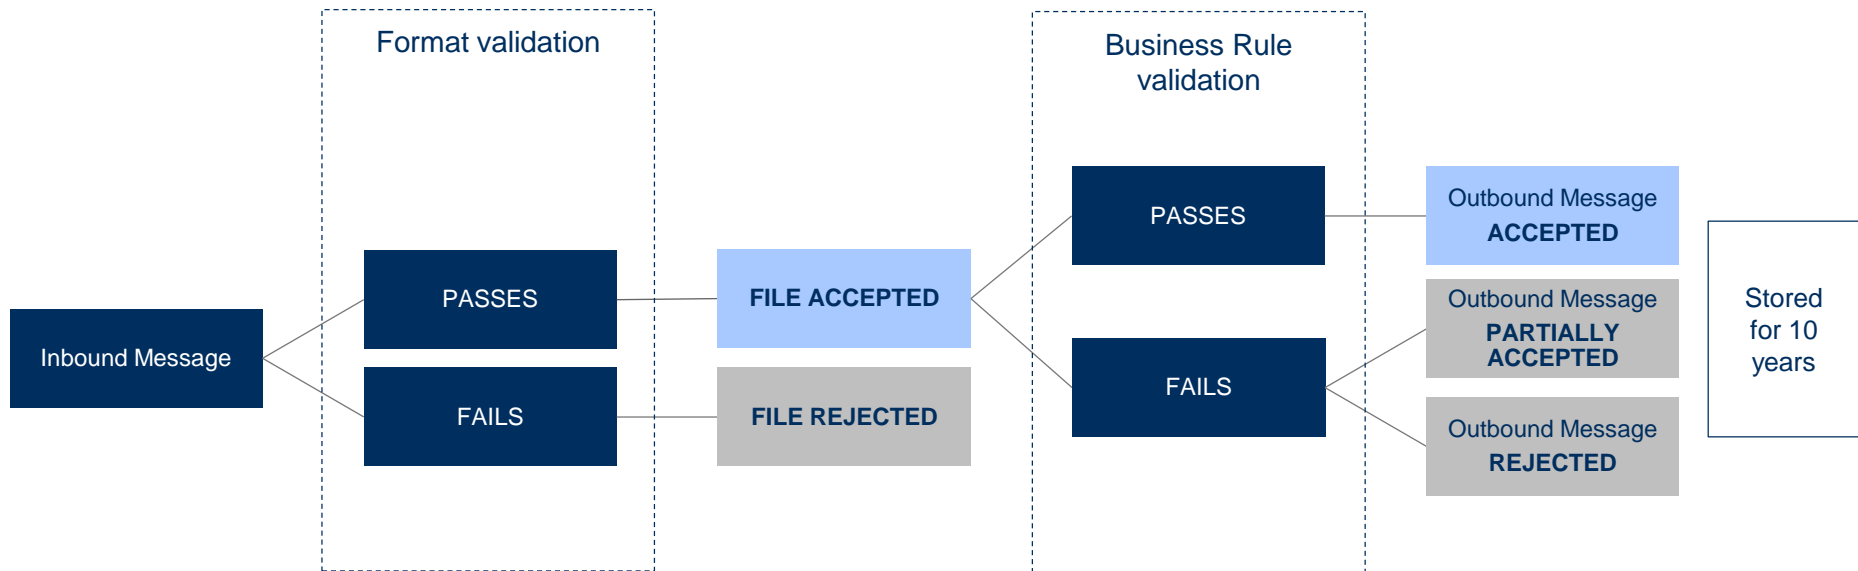 Format validation
Business Rule
validation
Inbound Message
PASSES
FAILS
FILE ACCEPTED
FILE REJECTED
PASSES
FAILS
Outbound Message
ACCEPTED
Outbound Message
PARTIALLY
ACCEPTED
Outbound Message
REJECTED
Stored
for 10
years